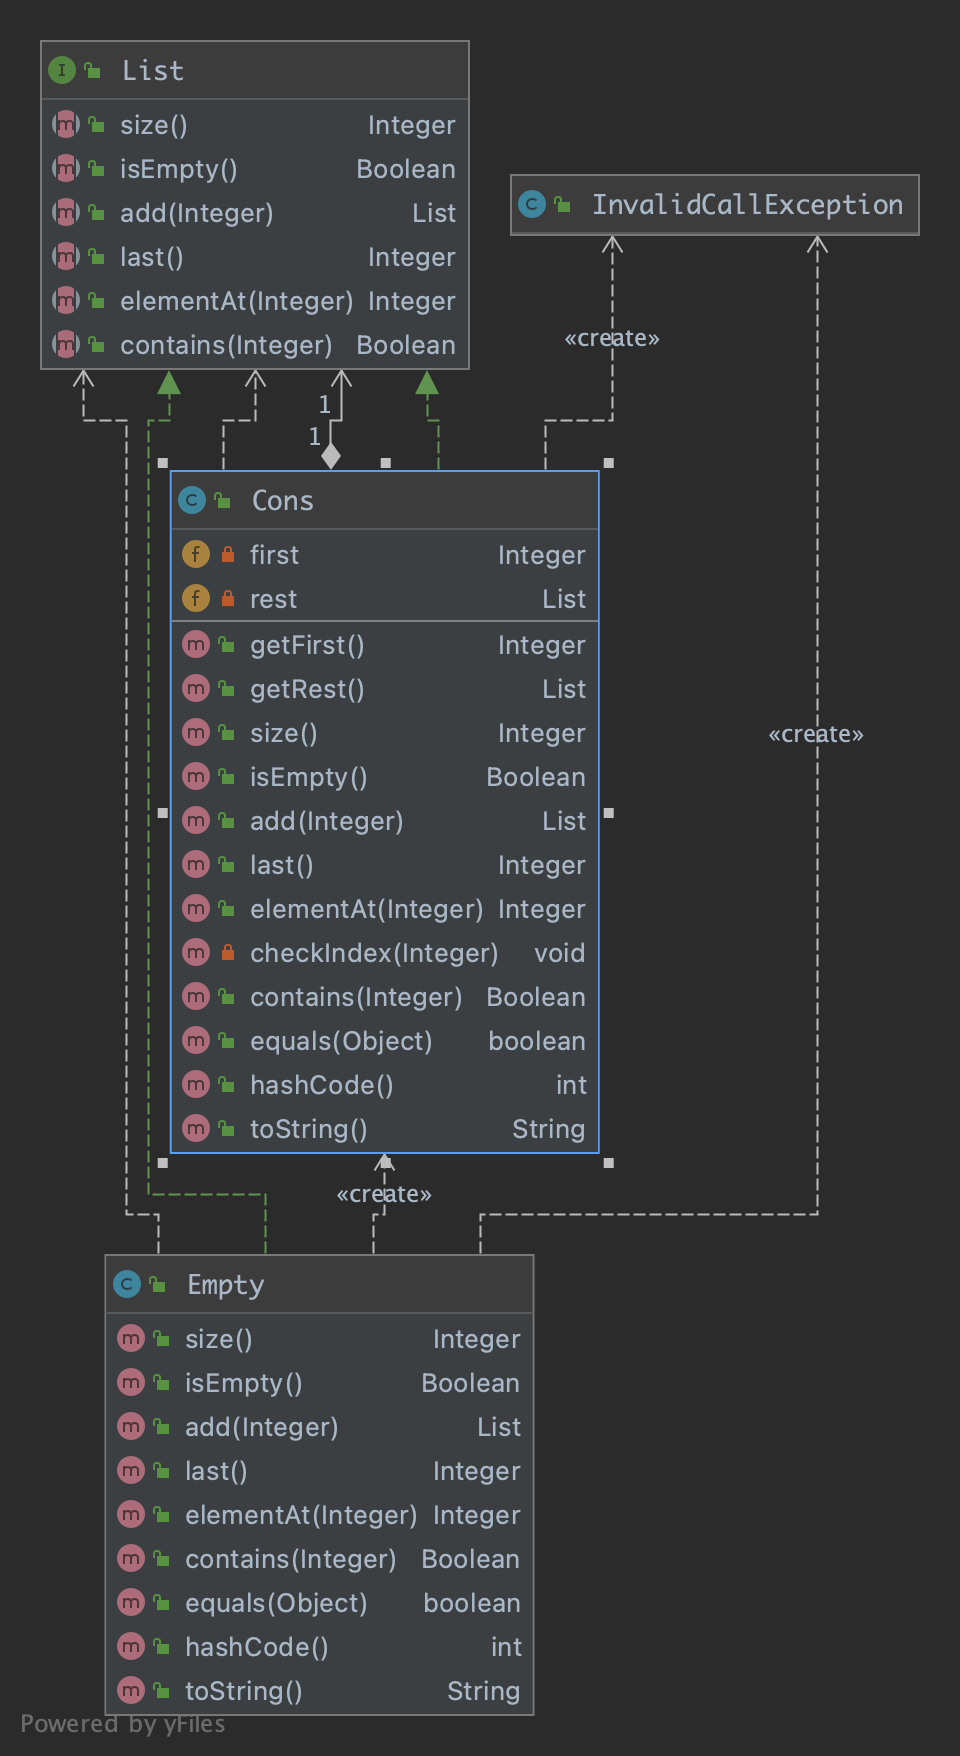 I List
m size() Integer
m isEmpty() Boolean
m add(Integer) List
m last() Integer
m elementAt(Integer) Integer
m contains(Integer) Boolean
C InvalidCallException
«create»
1
1
C Cons
f first Integer
f rest List
m getFirst() Integer
m getRest() List
m size() Integer
«create»
m isEmpty() Boolean
m add(Integer) List
m last() Integer
m elementAt(Integer) Integer
m checkIndex(Integer) void
m contains(Integer) Boolean
m equals(Object) boolean
m hashCode() int
m toString() String
«create»
C Empty
m size() Integer
m isEmpty() Boolean
m add(Integer) List
m last() Integer
m elementAt(Integer) Integer
m contains(Integer) Boolean
m equals(Object) boolean
m hashCode() int
m toString() String
Powered by yFiles